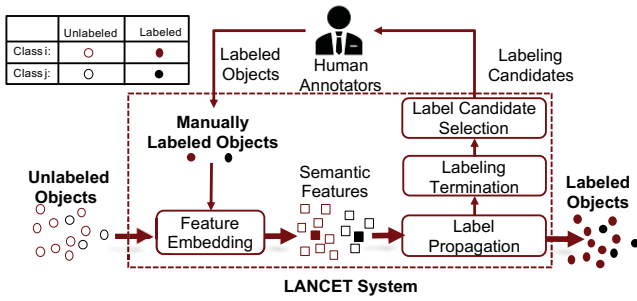 Unlabeled Labeled
Class i:
Class j:
Labeled
Objects
Human
Annotators
Labeling
Candidates
Manually
Labeled Objects
Label Candidate
Selection
Unlabeled
Objects
Semantic
Features
Labeling
Termination
Labeled
Objects
Feature
Embedding
Label
Propagation
LANCET System